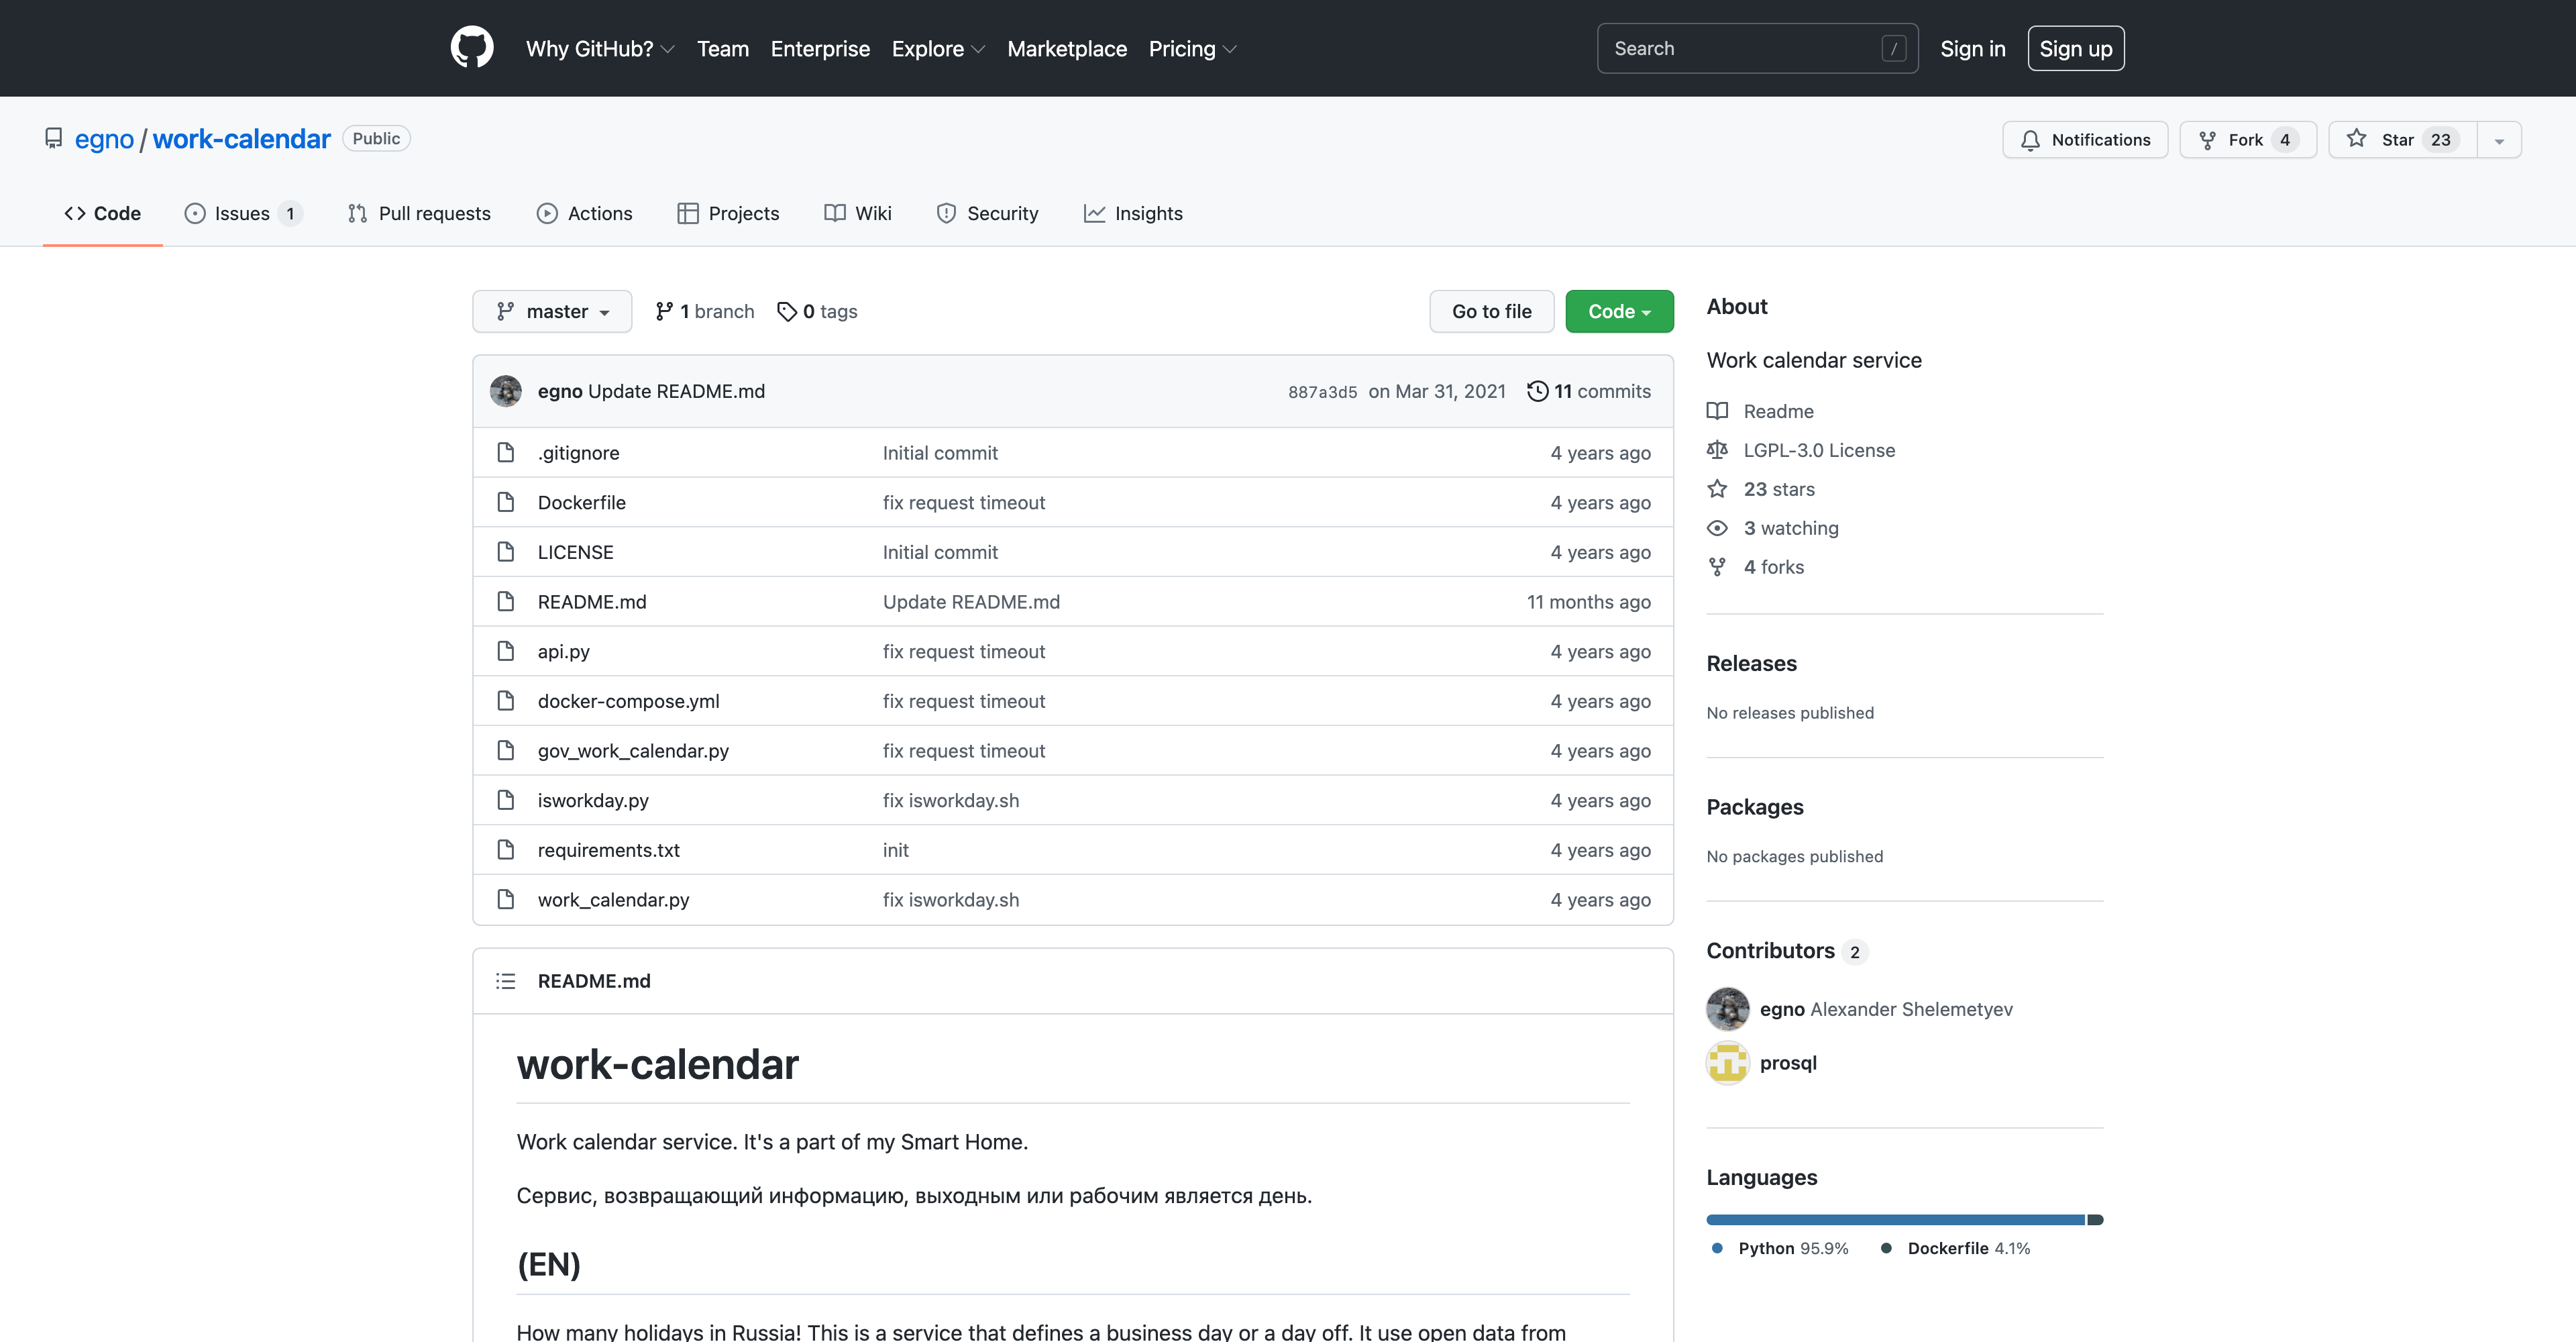 Why GitHub? Team Enterprise Explore Marketplace Pricing Search / Sign in Sign up
egno / work-calendar Public Notifications Fork 4 Star 23
Code Issues 1 Pull requests Actions Projects Wiki Security Insights
master 1 branch 0 tags Go to file Code
egno Update README.md 887a3d5 on Mar 31, 2021 11 commits
.gitignore Initial commit 4 years ago
Dockerfile fix request timeout 4 years ago
LICENSE Initial commit 4 years ago
README.md Update README.md 11 months ago
api.py fix request timeout 4 years ago
docker-compose.yml fix request timeout 4 years ago
gov_work_calendar.py fix request timeout 4 years ago
isworkday.py fix isworkday.sh 4 years ago
requirements.txt init 4 years ago
work_calendar.py fix isworkday.sh 4 years ago
README.md
work-calendar
Work calendar service. It's a part of my Smart Home.
Сервис, возвращающий информацию, выходным или рабочим является день.
(EN)
How many holidays in Russia! This is a service that defines a business day or a day off. It use open data from
About
Work calendar service
Readme
LGPL-3.0 License
23 stars
3 watching
4 forks
Releases
No releases published
Packages
No packages published
Contributors 2
egno Alexander Shelemetyev
prosql
Languages
Python 95.9% Dockerfile 4.1%